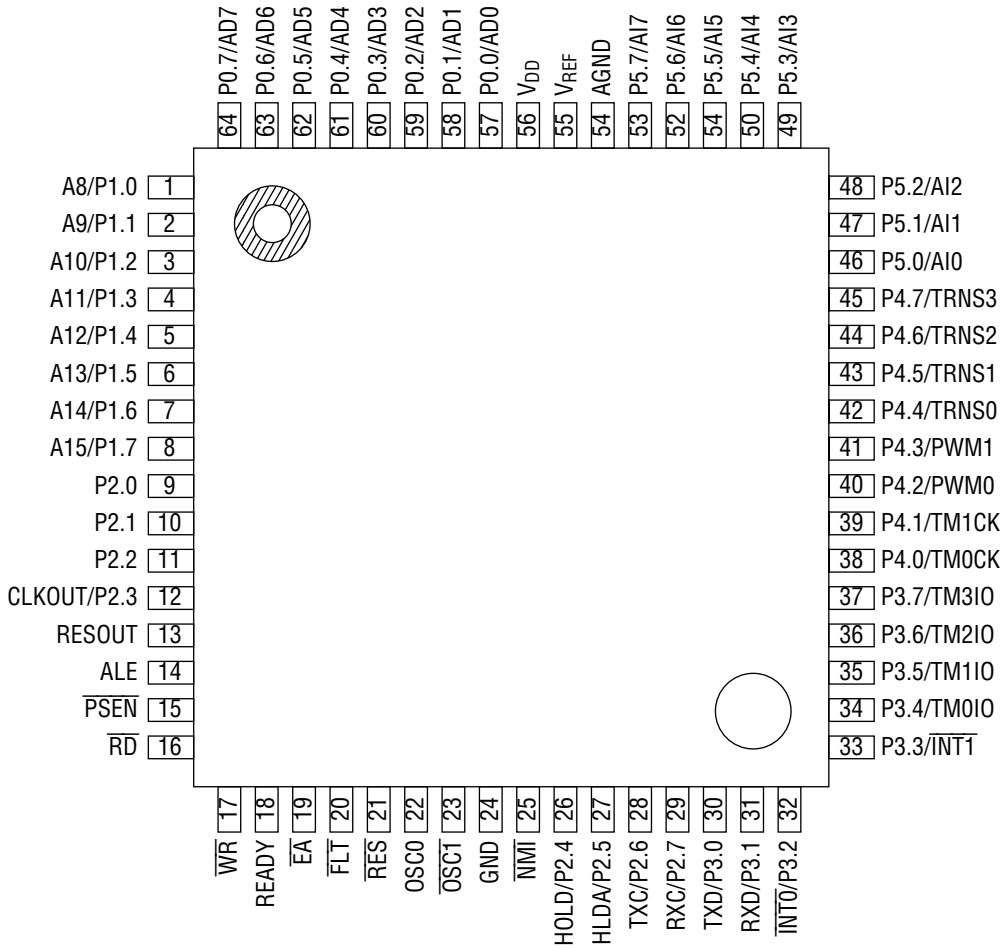 64 P0.7/AD7
63 P0.6/AD6
62 P0.5/AD5
61 P0.4/AD4
60 P0.3/AD3
59 P0.2/AD2
58 P0.1/AD1
57 P0.0/AD0
56 VDD
55 VREF
54 AGND
53 P5.7/AI7
52 P5.6/AI6
54 P5.5/AI5
50 P5.4/AI4
49 P5.3/AI3
A8/P1.0 1
A9/P1.1 2
A10/P1.2 3
A11/P1.3 4
A12/P1.4 5
A13/P1.5 6
A14/P1.6 7
A15/P1.7 8
P2.0 9
P2.1 10
P2.2 11
CLKOUT/P2.3 12
RESOUT 13
ALE 14
PSEN 15
RD 16
48 P5.2/AI2
47 P5.1/AI1
46 P5.0/AI0
45 P4.7/TRNS3
44 P4.6/TRNS2
43 P4.5/TRNS1
42 P4.4/TRNS0
41 P4.3/PWM1
40 P4.2/PWM0
39 P4.1/TM1CK
38 P4.0/TM0CK
37 P3.7/TM3IO
36 P3.6/TM2IO
35 P3.5/TM1IO
34 P3.4/TM0IO
33 P3.3/INT1
WR 17
READY 18
EA 19
FLT 20
RES 21
OSC0 22
OSC1 23
GND 24
NMI 25
HOLD/P2.4 26
HLDA/P2.5 27
TXC/P2.6 28
RXC/P2.7 29
TXD/P3.0 30
RXD/P3.1 31
INT0/P3.2 32